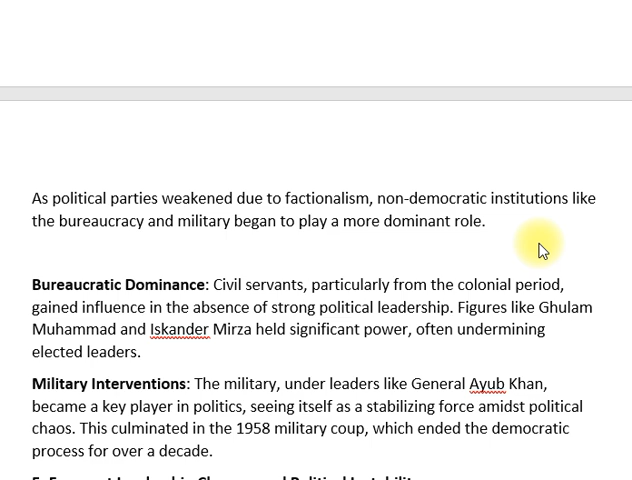 As political parties weakened due to factionalism, non-democratic institutions like
the bureaucracy and military began to play a more dominant role.
Bureaucratic Dominance: Civil servants, particularly from the colonial period,
gained influence in the absence of strong political leadership. Figures like Ghulam
Muhammad and Iskander Mirza held significant power, often undermining
elected leaders.
Military Interventions: The military, under leaders like General Ayub Khan,
became a key player in politics, seeing itself as a stabilizing force amidst political
chaos. This culminated in the 1958 military coup, which ended the democratic
process for over a decade.